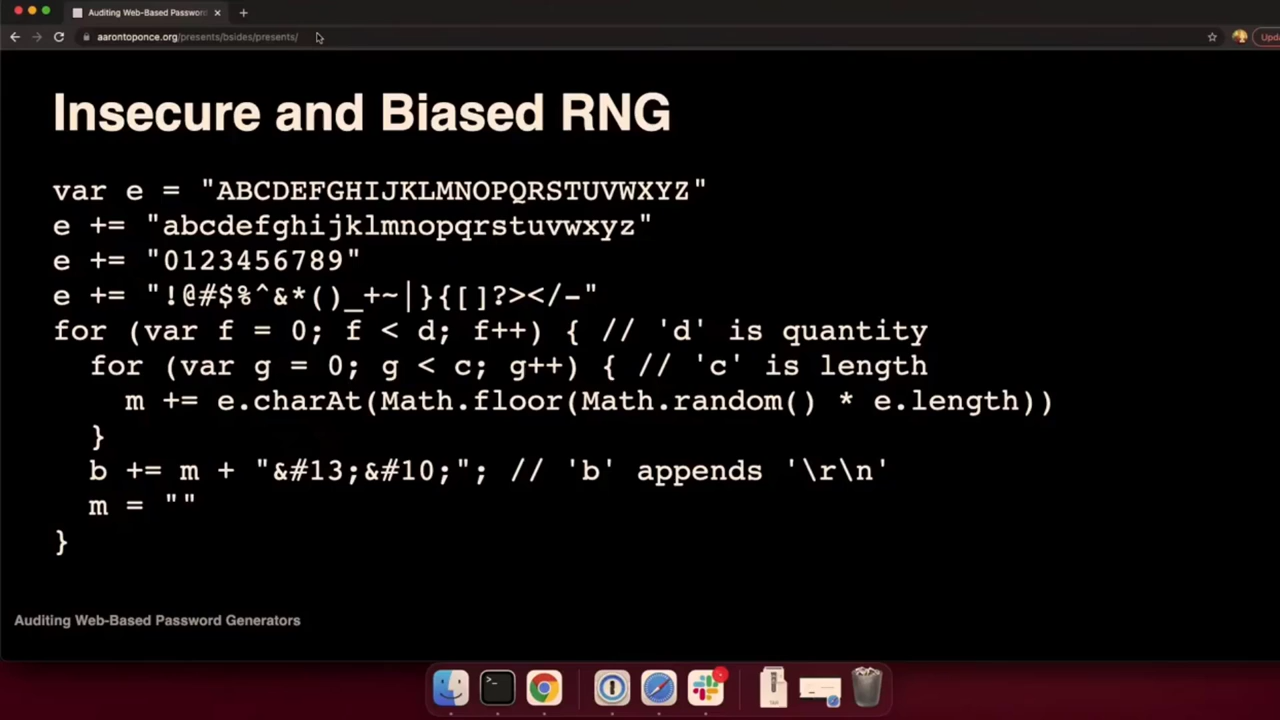 Auditing Web-Based Password
aarontoponce.org/presents/bsides/presents/
Upda
Insecure and Biased RNG
var e = "ABCDEFGHIJKLMNOPQRSTUVWXYZ"
e += "abcdefghijklmnopqrstuvwxyz"
e += "0123456789"
e += "!@#$%^&*()_+~|}{[]?></-"
for (var f = 0; f < d; f++) { // 'd' is quantity
for (var g = 0; g < c; g++) { // 'c' is length
m += e.charAt(Math.floor(Math.random() * e.length))
}
b += m + "&#13;&#10;"; // 'b' appends '\r\n'
m = ""
}
Auditing Web-Based Password Generators